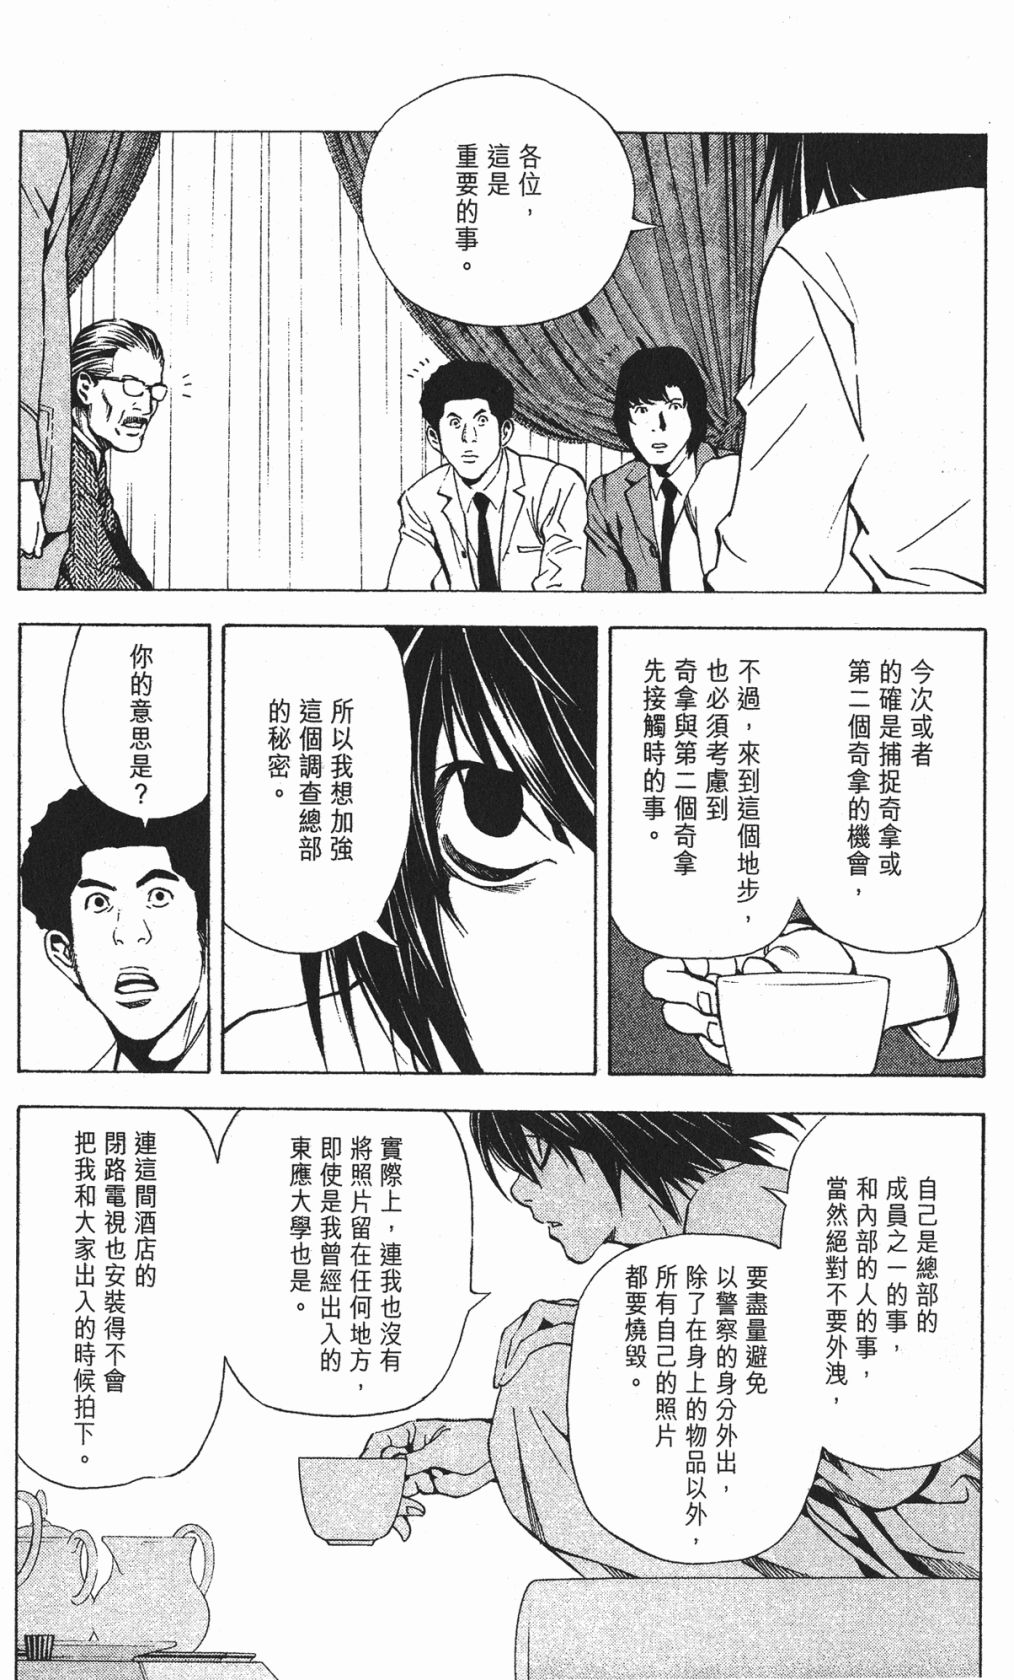 各位，
這是
重要的事。
今次或者
的確是捕捉奇拿或
第二個奇拿的機會，
不過，來到這個地步，
也必須考慮到
奇拿與第二個奇拿
先接觸時的事。
所以我想加強
這個調查總部
的秘密。
你的意思是？
自己是總部的
成員之一的事，
和內部的人的事，
當然絕對不要外洩，
要盡量避免
以警察的身分外出，
除了在身上的物品以外，
所有自己的照片
都要燒毀。
實際上，連我也沒有
將照片留在任何地方，
即使是我曾經出入的
東應大學也是。
連這間酒店的
閉路電視也安裝得不會
把我和大家出入的時候拍下。